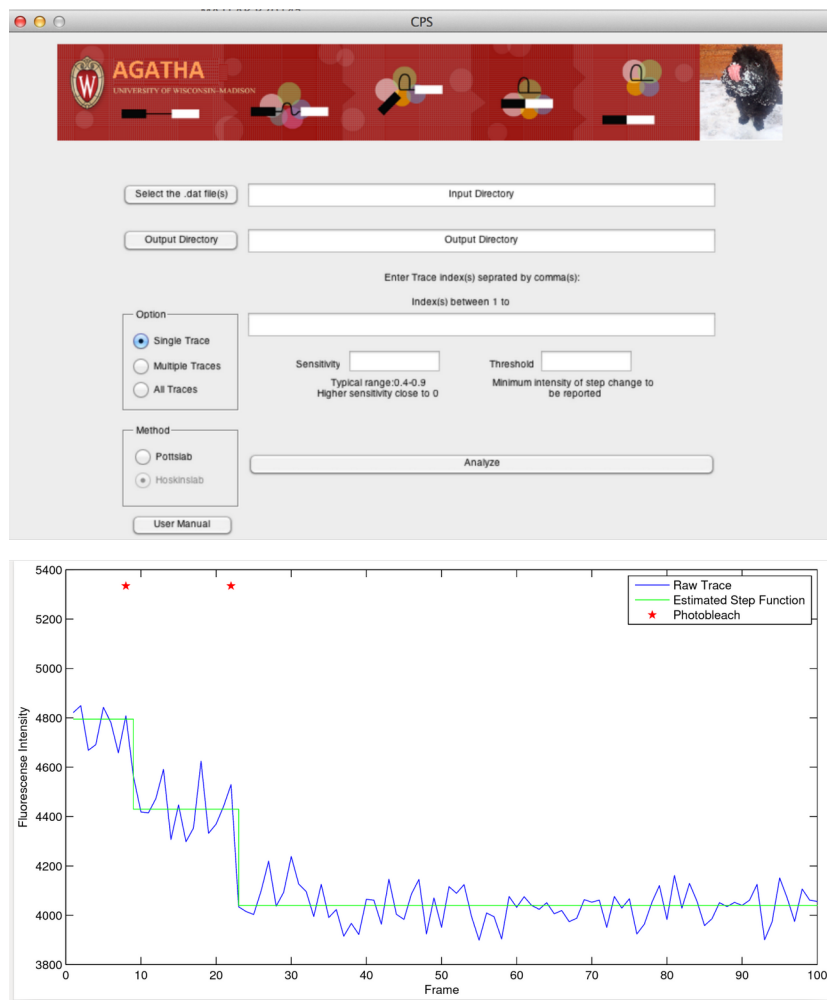 CPS
AGATHA
UNIVERSITY OF WISCONSIN-MADISON
W
Select the .dat file(s)
Input Directory
Output Directory
Output Directory
Enter Trace index(s) seprated by comma(s):
Index(s) between 1 to
Option
Single Trace
Multiple Traces
All Traces
Sensitivity
Threshold
Typical range:0.4-0.9
Higher sensitivity close to 0
Minimum intensity of step change to
be reported
Method
Pottslab
Hoskinslab
Analyze
User Manual
5400
5200
5000
4800
4600
4400
4200
4000
3800
Fluorescense Intensity
Raw Trace
Estimated Step Function
Photobleach
0 10 20 30 40 50 60 70 80 90 100
Frame